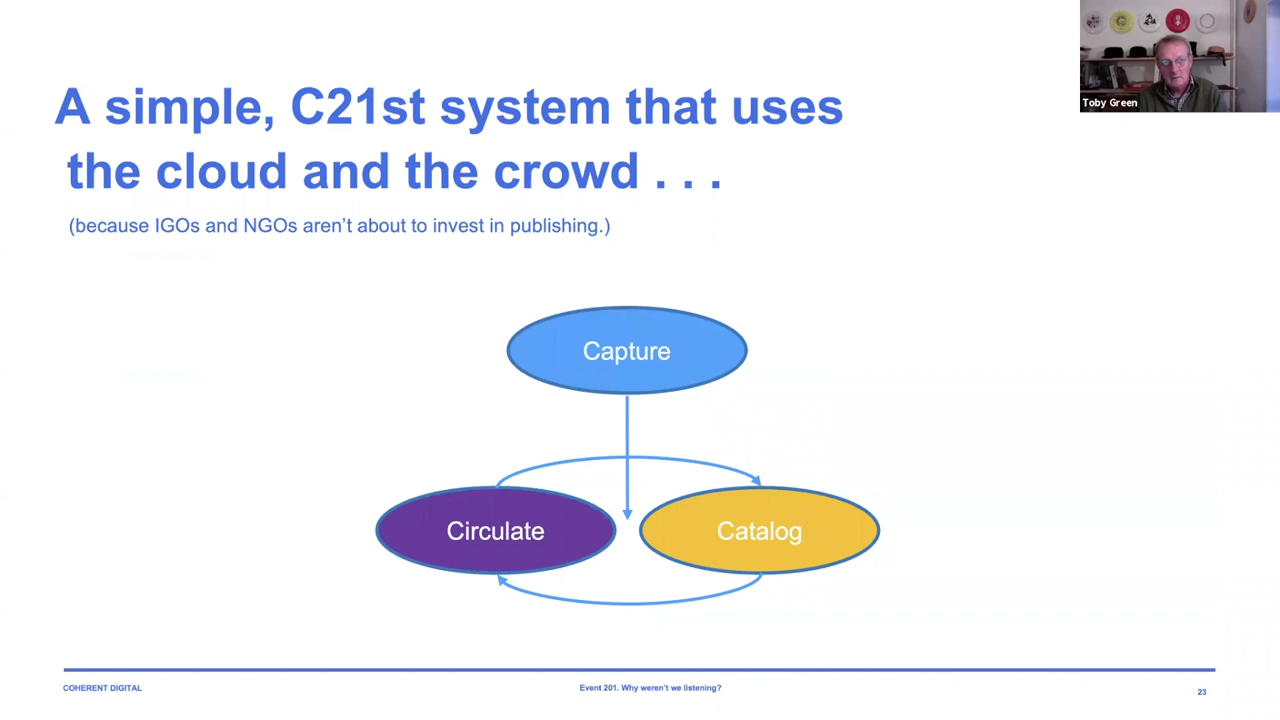 A simple, C21st system that uses
the cloud and the crowd . . .
(because IGOs and NGOs aren’t about to invest in publishing.)
Toby Green
Capture
Circulate
Catalog
COHERENT DIGITAL
Event 201. Why weren’t we listening?
23